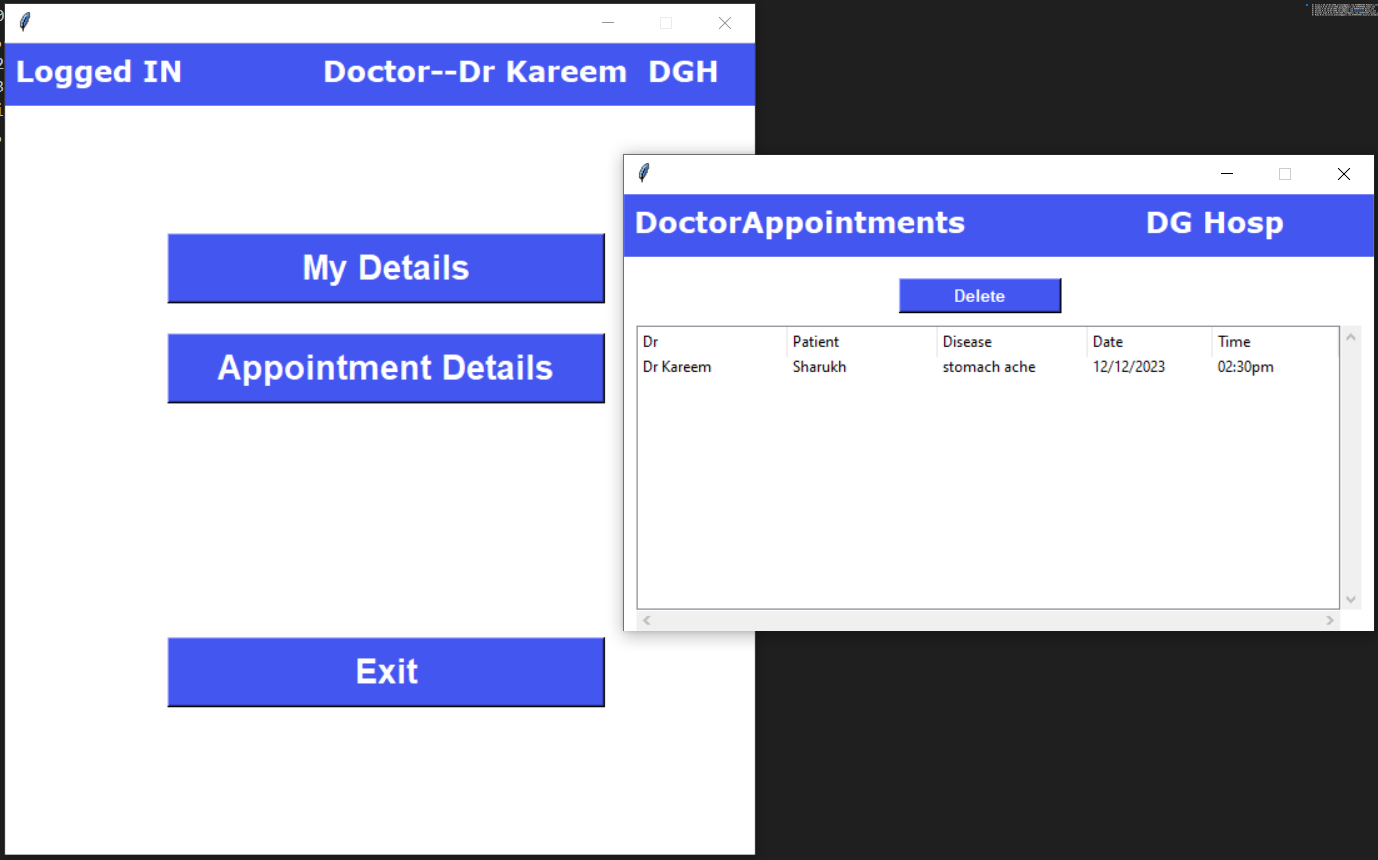 Logged IN Doctor--Dr Kareem DGH
My Details
Appointment Details
Exit
DoctorAppointments DG Hosp
Delete
Dr Patient Disease Date Time
Dr Kareem Sharukh stomach ache 12/12/2023 02:30pm